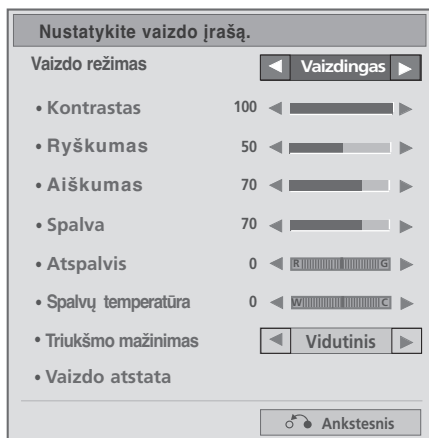 Nustatykite vaizdo įrašą.
Vaizdo režimas ◄ Vaizdingas ►
• Kontrastas 100
• Ryškumas 50
• Aiškumas 70
• Spalva 70
• Atspalvis 0 R G
• Spalvų temperatūra 0 W C
• Triukšmo mažinimas ◄ Vidutinis ►
• Vaizdo atstata
Ankstesnis